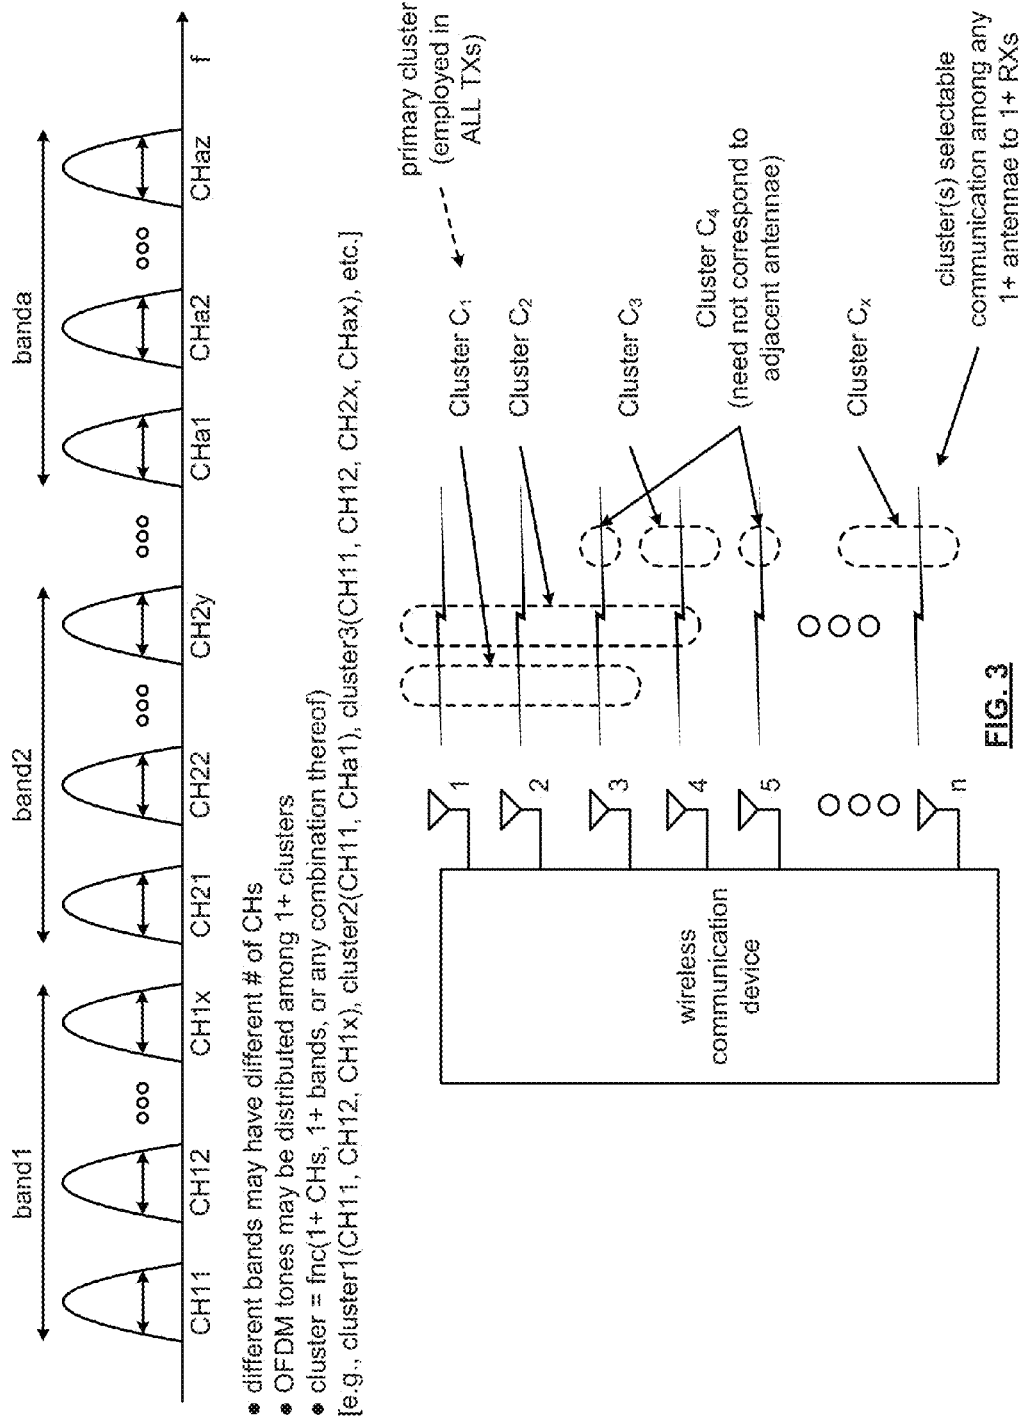 band1
band2
banda
CH11
CH12
CH1x
CH21
CH22
CH2y
CHa1
CHa2
CHaz
f
● different bands may have different # of CHs
● OFDM tones may be distributed among 1+ clusters
● cluster = fnc(1+ CHs, 1+ bands, or any combination thereof)
[e.g., cluster1(CH11, CH12, CH1x), cluster2(CH11, CHa1), cluster3(CH11, CH12, CH2x, CHax), etc.]
primary cluster
(employed in
ALL TXs)
Cluster C₁
Cluster C₂
Cluster C₃
Cluster C₄
(need not correspond to
adjacent antennae)
Cluster Cₓ
cluster(s) selectable
communication among any
1+ antennae to 1+ RXs
wireless
communication
device
1
2
3
4
5
n
FIG. 3